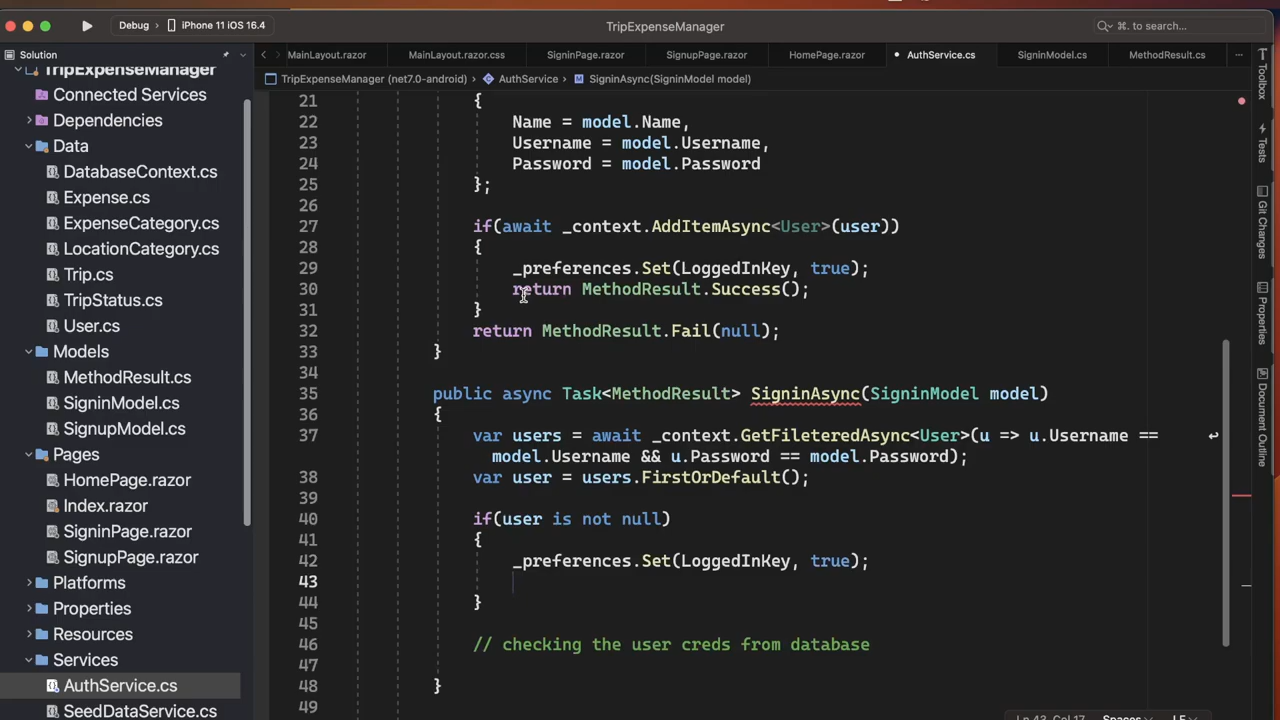 Debug > iPhone 11 iOS 16.4
TripExpenseManager
⌘. to search...
Solution
MainLayout.razor
MainLayout.razor.css
SigninPage.razor
SignupPage.razor
HomePage.razor
AuthService.cs
SigninModel.cs
MethodResult.cs
TripExpenseManager (net7.0-android) > AuthService > M SigninAsync(SigninModel model)
TripExpenseManager
Connected Services
Dependencies
Data
DatabaseContext.cs
Expense.cs
ExpenseCategory.cs
LocationCategory.cs
Trip.cs
TripStatus.cs
User.cs
Models
MethodResult.cs
SigninModel.cs
SignupModel.cs
Pages
HomePage.razor
Index.razor
SigninPage.razor
SignupPage.razor
Platforms
Properties
Resources
Services
AuthService.cs
SeedDataService.cs
21 {
22 Name = model.Name,
23 Username = model.Username,
24 Password = model.Password
25 };
26
27 if(await _context.AddItemAsync<User>(user))
28 {
29 _preferences.Set(LoggedInKey, true);
30 return MethodResult.Success();
31 }
32 return MethodResult.Fail(null);
33 }
34
35 public async Task<MethodResult> SigninAsync(SigninModel model)
36 {
37 var users = await _context.GetFileteredAsync<User>(u => u.Username ==
model.Username && u.Password == model.Password);
38 var user = users.FirstOrDefault();
39
40 if(user is not null)
41 {
42 _preferences.Set(LoggedInKey, true);
43
44 }
45
46 // checking the user creds from database
47
48 }
49
Toolbox
Tests
Git Changes
Properties
Document Outline
Ln 43, Col 17 Spaces LF